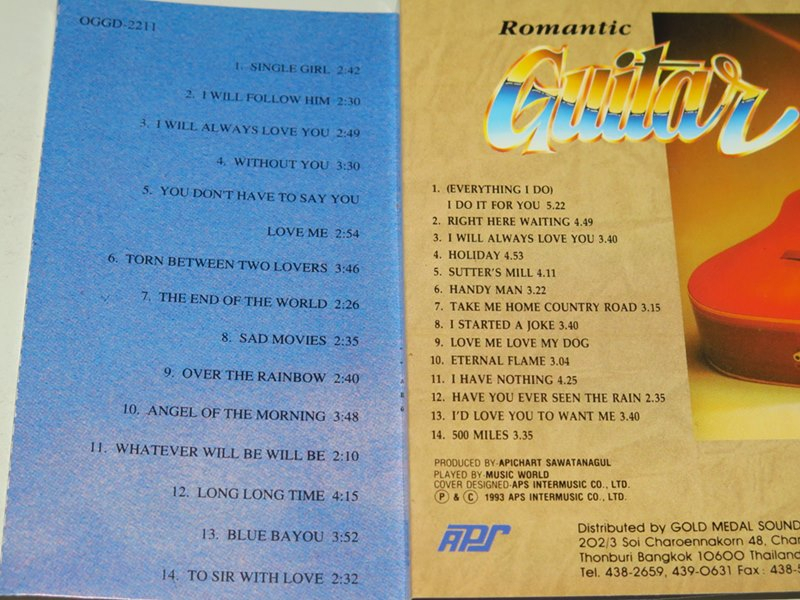 OGGD-2211
1. SINGLE GIRL 2:42
2. I WILL FOLLOW HIM 2:30
3. I WILL ALWAYS LOVE YOU 2:49
4. WITHOUT YOU 3:30
5. YOU DON'T HAVE TO SAY YOU
LOVE ME 2:54
6. TORN BETWEEN TWO LOVERS 3:46
7. THE END OF THE WORLD 2:26
8. SAD MOVIES 2:35
9. OVER THE RAINBOW 2:40
10. ANGEL OF THE MORNING 3:48
11. WHATEVER WILL BE WILL BE 2:10
12. LONG LONG TIME 4:15
13. BLUE BAYOU 3:52
14. TO SIR WITH LOVE 2:32
Romantic
Guitar
1. (EVERYTHING I DO)
I DO IT FOR YOU 5.22
2. RIGHT HERE WAITING 4.49
3. I WILL ALWAYS LOVE YOU 3.40
4. HOLIDAY 4.53
5. SUTTER'S MILL 4.11
6. HANDY MAN 3.22
7. TAKE ME HOME COUNTRY ROAD 3.15
8. I STARTED A JOKE 3.40
9. LOVE ME LOVE MY DOG
10. ETERNAL FLAME 3.04
11. I HAVE NOTHING 4.25
12. HAVE YOU EVER SEEN THE RAIN 2.35
13. I'D LOVE YOU TO WANT ME 3.40
14. 500 MILES 3.35
PRODUCED BY-APICHART SAWATANAGUL
PLAYED BY-MUSIC WORLD
COVER DESIGNED-APS INTERMUSIC CO., LTD.
Ⓟ & Ⓒ 1993 APS INTERMUSIC CO., LTD.
APS
Distributed by GOLD MEDAL SOUND
202/3 Soi Charoennakorn 48, Char
Thonburi Bangkok 10600 Thailand
Tel. 438-2659, 439-0631 Fax : 438-5